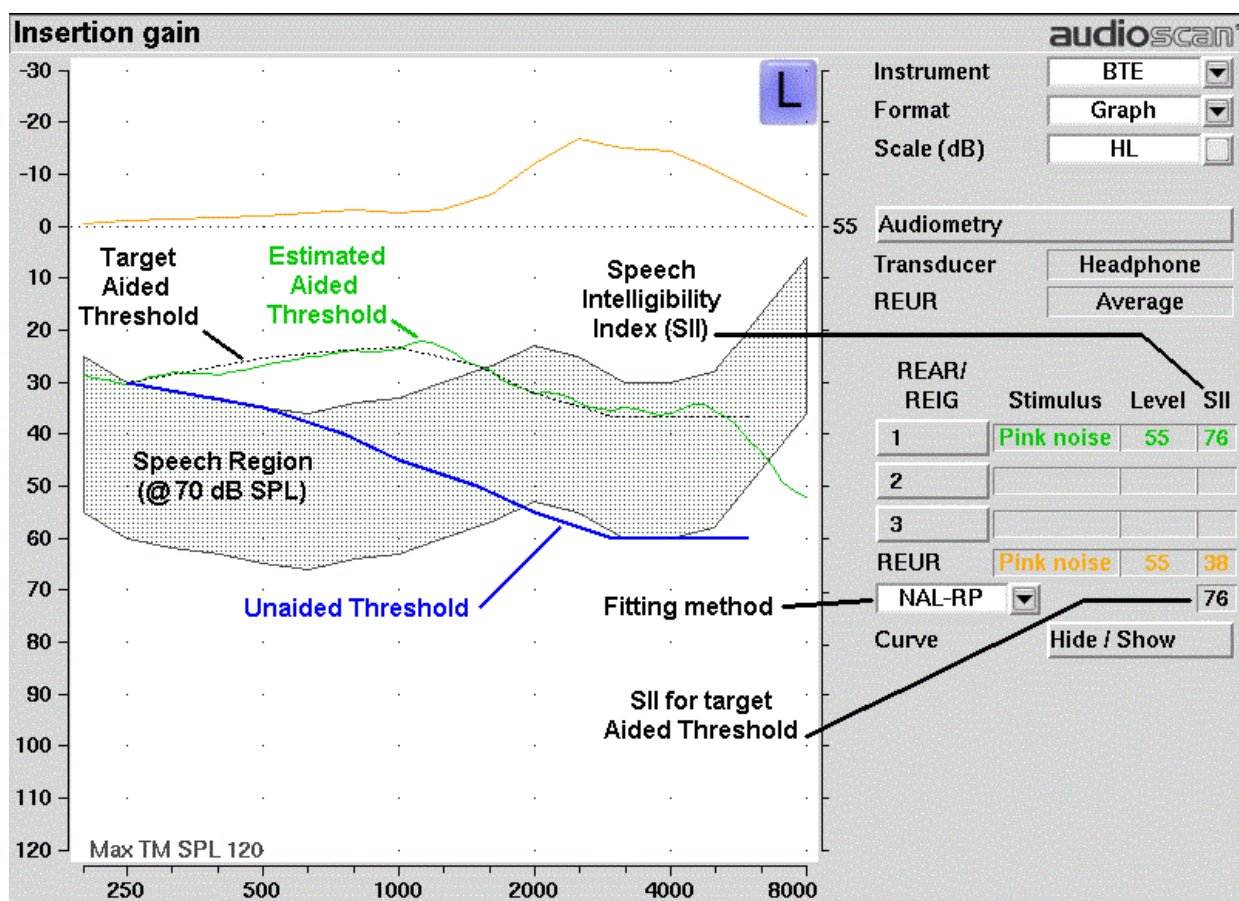 Insertion gain
audioscan
L
Instrument BTE
Format Graph
Scale (dB) HL
55
Audiometry
Transducer Headphone
REUR Average
REAR/
REIG Stimulus Level SII
1 Pink noise 55 76
2
3
REUR Pink noise 55 38
NAL-RP 76
Curve Hide / Show
-30
-20
-10
0
10
20
30
40
50
60
70
80
90
100
110
120
Target
Aided
Threshold
Estimated
Aided
Threshold
Speech
Intelligibility
Index (SII)
Speech Region
(@ 70 dB SPL)
Unaided Threshold
Fitting method
SII for target
Aided Threshold
Max TM SPL 120
250 500 1000 2000 4000 8000